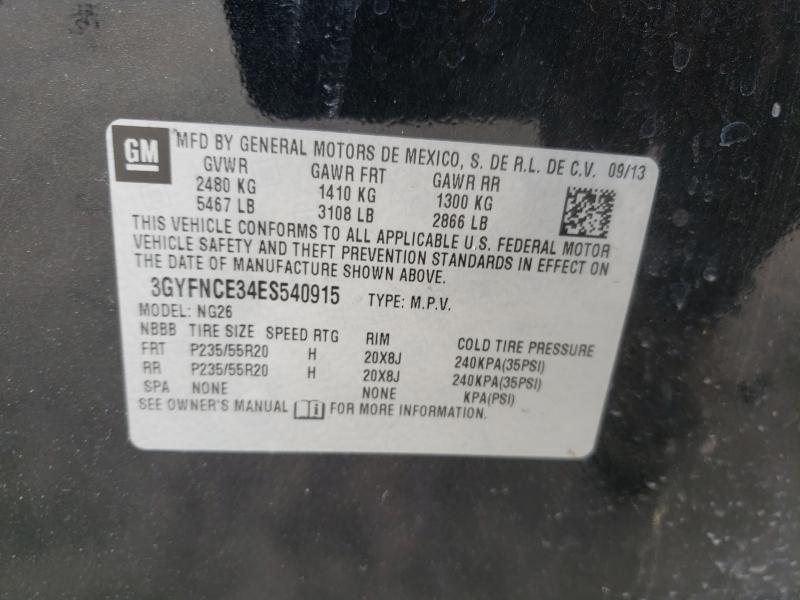 GM
MFD BY GENERAL MOTORS DE MEXICO, S. DE R.L. DE C.V. 09/13
GVWR GAWR FRT GAWR RR
2480 KG 1410 KG 1300 KG
5467 LB 3108 LB 2866 LB
THIS VEHICLE CONFORMS TO ALL APPLICABLE U.S. FEDERAL MOTOR
VEHICLE SAFETY AND THEFT PREVENTION STANDARDS IN EFFECT ON
THE DATE OF MANUFACTURE SHOWN ABOVE.
3GYFNCE34ES540915 TYPE: M.P.V.
MODEL: NG26
NBBB TIRE SIZE SPEED RTG RIM COLD TIRE PRESSURE
FRT P235/55R20 H 20X8J 240KPA(35PSI)
RR P235/55R20 H 20X8J 240KPA(35PSI)
SPA NONE NONE KPA(PSI)
SEE OWNER'S MANUAL FOR MORE INFORMATION.